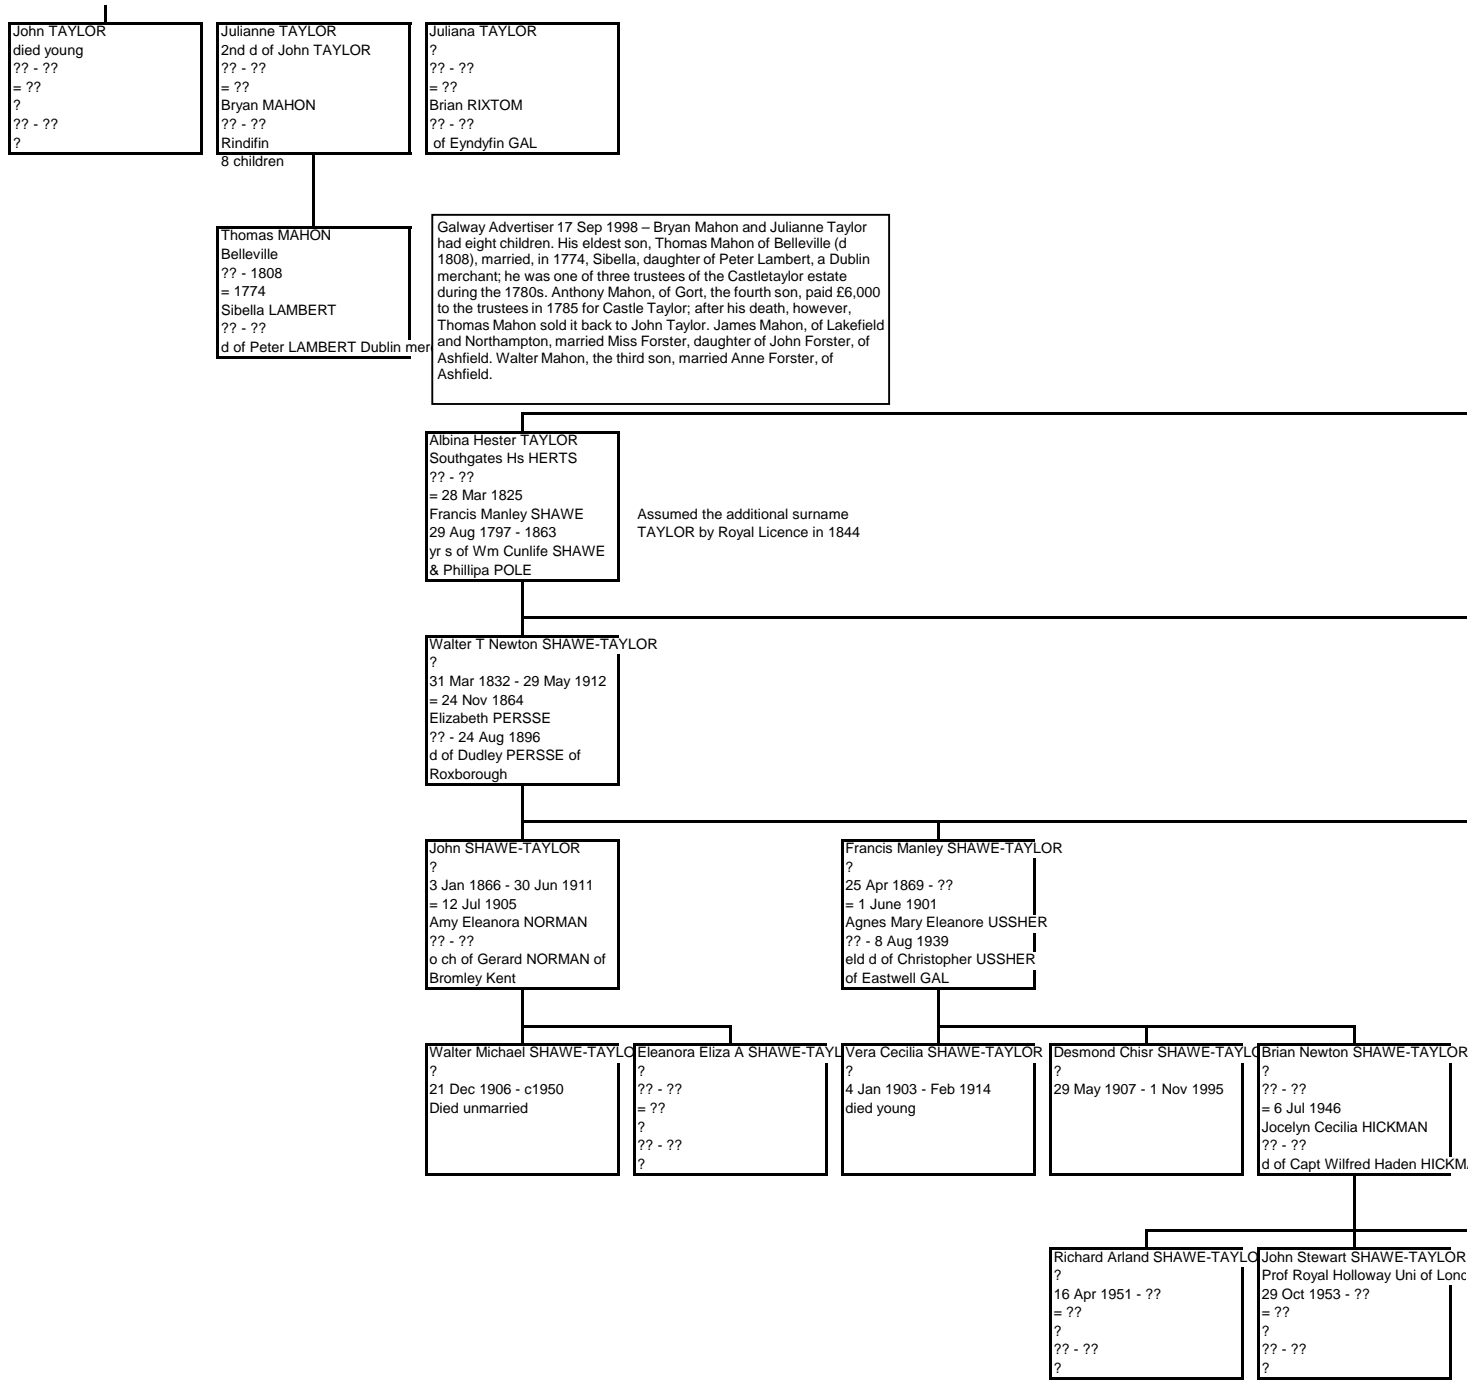 John TAYLOR
died young
?? - ??
= ??
?
?? - ??
?
Julianne TAYLOR
2nd d of John TAYLOR
?? - ??
= ??
Bryan MAHON
?? - ??
Rindifin
8 children
Juliana TAYLOR
?
?? - ??
= ??
Brian RIXTOM
?? - ??
of Eyndyfin GAL
Thomas MAHON
Belleville
?? - 1808
= 1774
Sibella LAMBERT
?? - ??
d of Peter LAMBERT Dublin mer
Galway Advertiser 17 Sep 1998 – Bryan Mahon and Julianne Taylor
had eight children. His eldest son, Thomas Mahon of Belleville (d
1808), married, in 1774, Sibella, daughter of Peter Lambert, a Dublin
merchant; he was one of three trustees of the Castletaylor estate
during the 1780s. Anthony Mahon, of Gort, the fourth son, paid £6,000
to the trustees in 1785 for Castle Taylor; after his death, however,
Thomas Mahon sold it back to John Taylor. James Mahon, of Lakefield
and Northampton, married Miss Forster, daughter of John Forster, of
Ashfield. Walter Mahon, the third son, married Anne Forster, of
Ashfield.
Albina Hester TAYLOR
Southgates Hs HERTS
?? - ??
= 28 Mar 1825
Francis Manley SHAWE
29 Aug 1797 - 1863
yr s of Wm Cunlife SHAWE
& Phillipa POLE
Assumed the additional surname
TAYLOR by Royal Licence in 1844
Walter T Newton SHAWE-TAYLOR
?
31 Mar 1832 - 29 May 1912
= 24 Nov 1864
Elizabeth PERSSE
?? - 24 Aug 1896
d of Dudley PERSSE of
Roxborough
John SHAWE-TAYLOR
?
3 Jan 1866 - 30 Jun 1911
= 12 Jul 1905
Amy Eleanora NORMAN
?? - ??
o ch of Gerard NORMAN of
Bromley Kent
Francis Manley SHAWE-TAYLOR
?
25 Apr 1869 - ??
= 1 June 1901
Agnes Mary Eleanore USSHER
?? - 8 Aug 1939
eld d of Christopher USSHER
of Eastwell GAL
Walter Michael SHAWE-TAYLO
?
21 Dec 1906 - c1950
Died unmarried
Eleanora Eliza A SHAWE-TAYL
?
?? - ??
= ??
?
?? - ??
?
Vera Cecilia SHAWE-TAYLOR
?
4 Jan 1903 - Feb 1914
died young
Desmond Chisr SHAWE-TAYLO
?
29 May 1907 - 1 Nov 1995
Brian Newton SHAWE-TAYLOR
?
?? - ??
= 6 Jul 1946
Jocelyn Cecilia HICKMAN
?? - ??
d of Capt Wilfred Haden HICKM
Richard Arland SHAWE-TAYLO
?
16 Apr 1951 - ??
= ??
?
?? - ??
?
John Stewart SHAWE-TAYLOR
Prof Royal Holloway Uni of Lond
29 Oct 1953 - ??
= ??
?
?? - ??
?